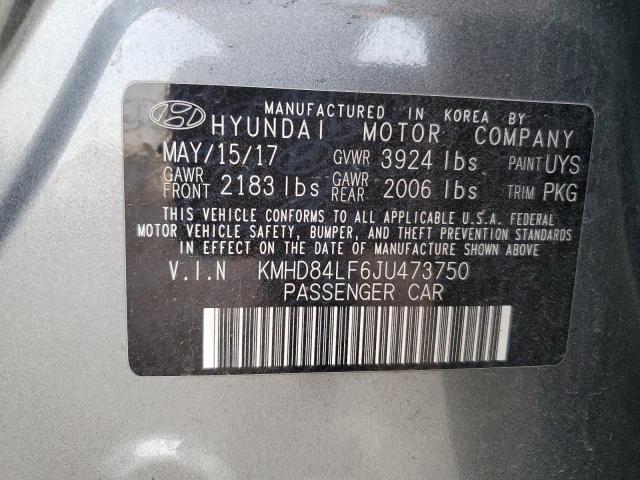 MANUFACTURED IN KOREA BY:
HYUNDAI MOTOR COMPANY
MAY/15/17 GVWR 3924 lbs PAINT UYS
GAWR FRONT 2183 lbs GAWR REAR 2006 lbs TRIM PKG
THIS VEHICLE CONFORMS TO ALL APPLICABLE U.S.A. FEDERAL
MOTOR VEHICLE SAFETY, BUMPER, AND THEFT PREVENTION STANDARDS
IN EFFECT ON THE DATE OF MANUFACTURE SHOWN ABOVE.
V.I.N KMHD84LF6JU473750
PASSENGER CAR